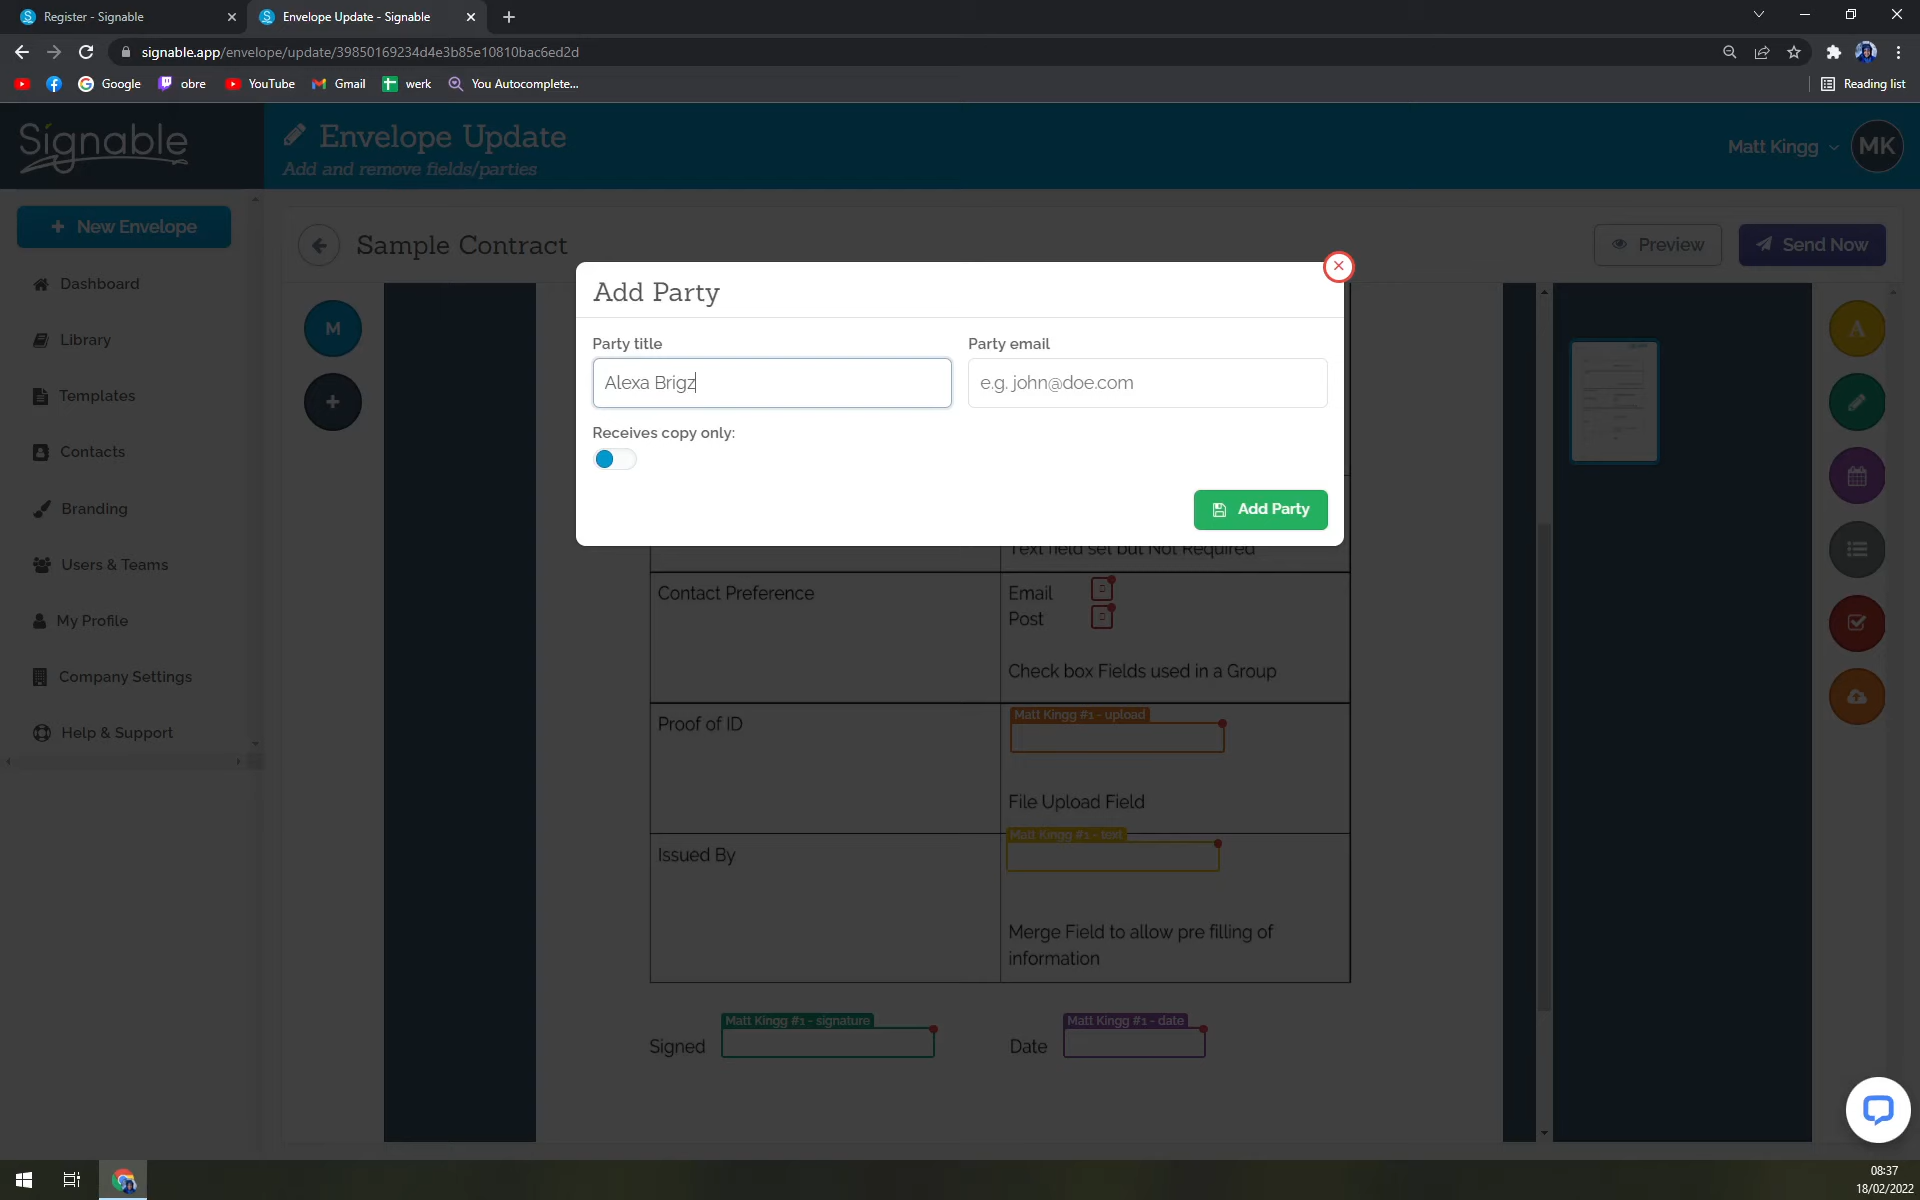 Register - Signable
Envelope Update - Signable
signable.app/envelope/update/39850169234d4e3b85e10810bac6ed2d
Google
obre
YouTube
Gmail
werk
You Autocomplete...
Reading list
Signable
Envelope Update
Add and remove fields/parties
Matt Kingg
MK
New Envelope
Dashboard
Library
Templates
Contacts
Branding
Users & Teams
My Profile
Company Settings
Help & Support
Sample Contract
Preview
Send Now
M
A
Add Party
Party title
Party email
Alexa Brigz
e.g. john@doe.com
Receives copy only:
Add Party
Text field set but Not Required
Contact Preference
Email
Post
Check box Fields used in a Group
Proof of ID
Matt Kingg #1 - upload
File Upload Field
Matt Kingg #1 - text
Issued By
Merge Field to allow pre filling of
information
Matt Kingg #1 - signature
Matt Kingg #1 - date
Signed
Date
08:37
18/02/2022